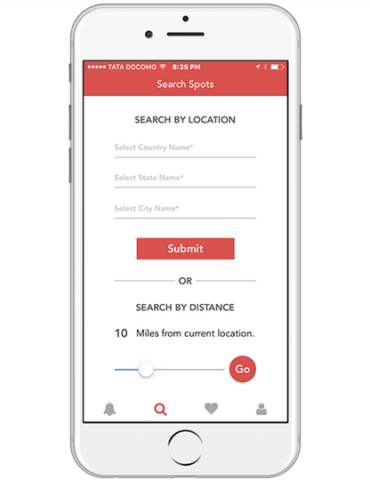 TATA DOCOMO 8:35 PM
Search Spots
SEARCH BY LOCATION
Select Country Name*
Select State Name*
Select City Name*
Submit
OR
SEARCH BY DISTANCE
10 Miles from current location.
Go